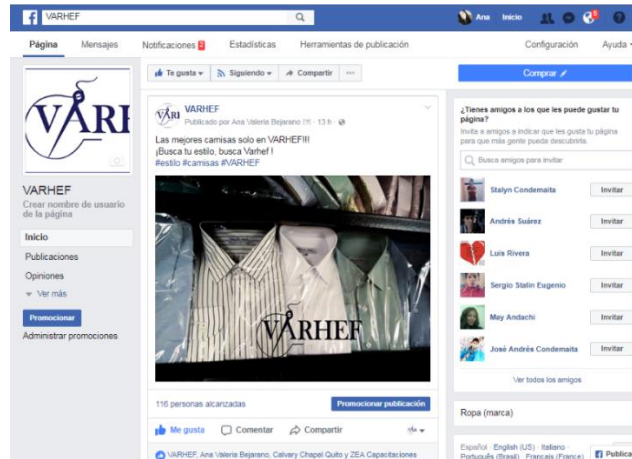 VARHEF
Ana Inicio
Página Mensajes Notificaciones Estadísticas Herramientas de publicación Configuración Ayuda
VARHEF
Crear nombre de usuario
de la página
Inicio
Publicaciones
Opiniones
Ver más
Promocionar
Administrar promociones
Te gusta Siguiendo Compartir
VARHEF
Publicado por Ana Valeria Bejarano 13 h
Las mejores camisas solo en VARHEF!!!
¡Busca tu estilo, busca Varhef !
#estilo #camisas #VARHEF
VARHEF
116 personas alcanzadas Promocionar publicación
Me gusta Comentar Compartir
VARHEF, Ana Valeria Bejarano, Calvary Chapel Quito y ZEA Capacitaciones
Comprar
¿Tienes amigos a los que les puede gustar tu
página?
Invita a amigos a indicar que les gusta tu página
para que más gente pueda descubrirla.
Busca amigos para invitar
Stalyn Condemaita Invitar
Andrés Suárez Invitar
Luis Rivera Invitar
Sergio Stalin Eugenio Invitar
May Andachi Invitar
José Andrés Condemaita Invitar
Ver todos los amigos
Ropa (marca)
Español · English (US) · Italiano ·
Português (Brasil) · Français (France)
Publica